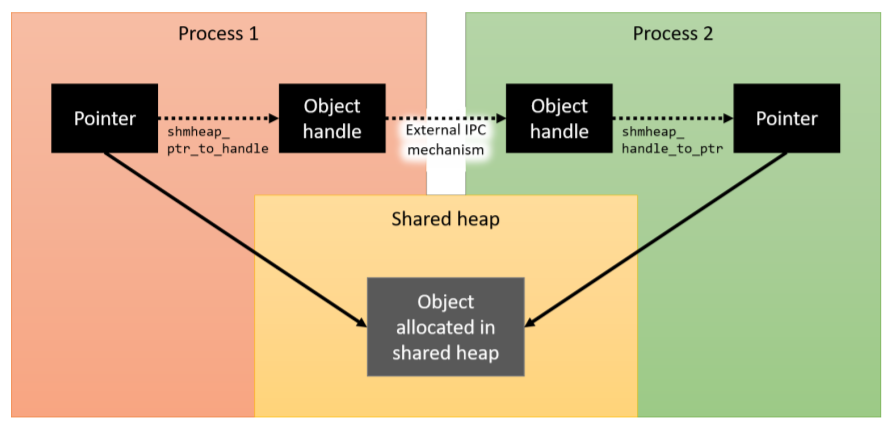 Process 1
Process 2
Pointer
shmheap_
ptr_to_handle
Object
handle
External IPC
mechanism
Object
handle
shmheap_
handle_to_ptr
Pointer
Shared heap
Object
allocated in
shared heap